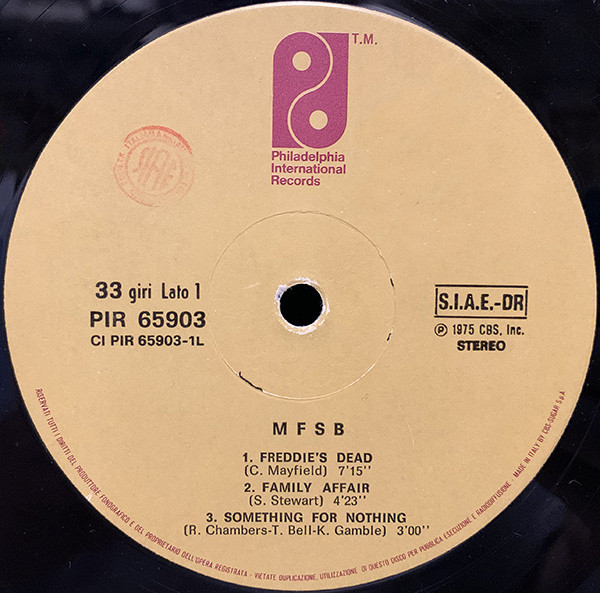 T.M.
Philadelphia
International
Records
SIAE
33 giri Lato 1
PIR 65903
CI PIR 65903-1L
S.I.A.E.-DR
℗ 1975 CBS, Inc.
STEREO
MFSB
1. FREDDIE'S DEAD
(C. Mayfield) 7'15''
2. FAMILY AFFAIR
(S. Stewart) 4'23''
3. SOMETHING FOR NOTHING
(R. Chambers-T. Bell-K. Gamble) 3'00''
RISERVATI TUTTI I DIRITTI DEL PRODUTTORE FONOGRAFICO E DEL PROPRIETARIO DELL'OPERA REGISTRATA - VIETATE DUPLICAZIONE, UTILIZZAZIONE DI QUESTO DISCO PER PUBBLICA ESECUZIONE E RADIODIFFUSIONE. - MADE IN ITALY BY CBS-SUGAR S.p.A